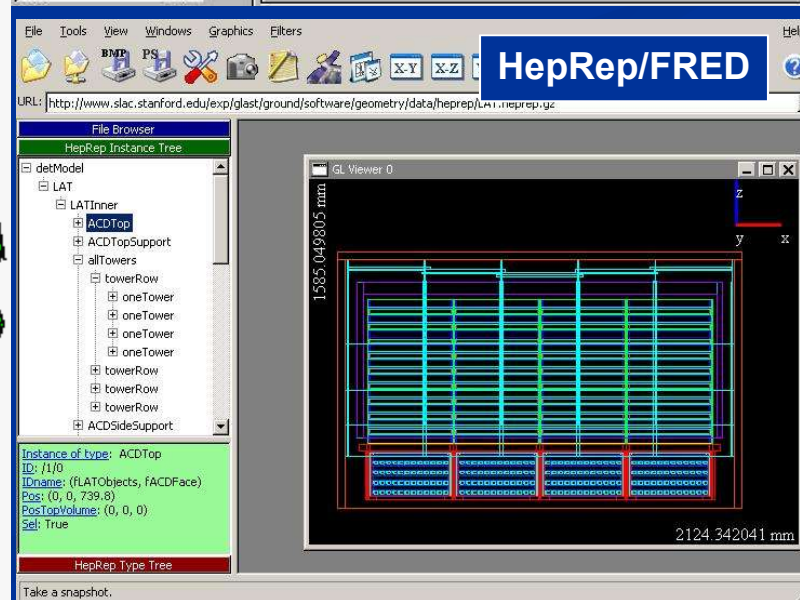 File Tools View Windows Graphics Filters Hel
BMP PS X-Y X-Z
HepRep/FRED
URL: http://www.slac.stanford.edu/exp/glast/ground/software/geometry/data/heprep/LAT.heprep.gz
File Browser
HepRep Instance Tree
detModel
LAT
LATInner
ACDTop
ACDTopSupport
allTowers
towerRow
oneTower
oneTower
oneTower
oneTower
towerRow
towerRow
towerRow
ACDSideSupport
Instance of type: ACDTop
ID: /1/0
IDname: (fLATObjects, fACDFace)
Pos: (0, 0, 739.8)
PosTopVolume: (0, 0, 0)
Sel: True
HepRep Type Tree
Take a snapshot.
GL Viewer 0
1585.049805 mm
z
y x
2124.342041 mm